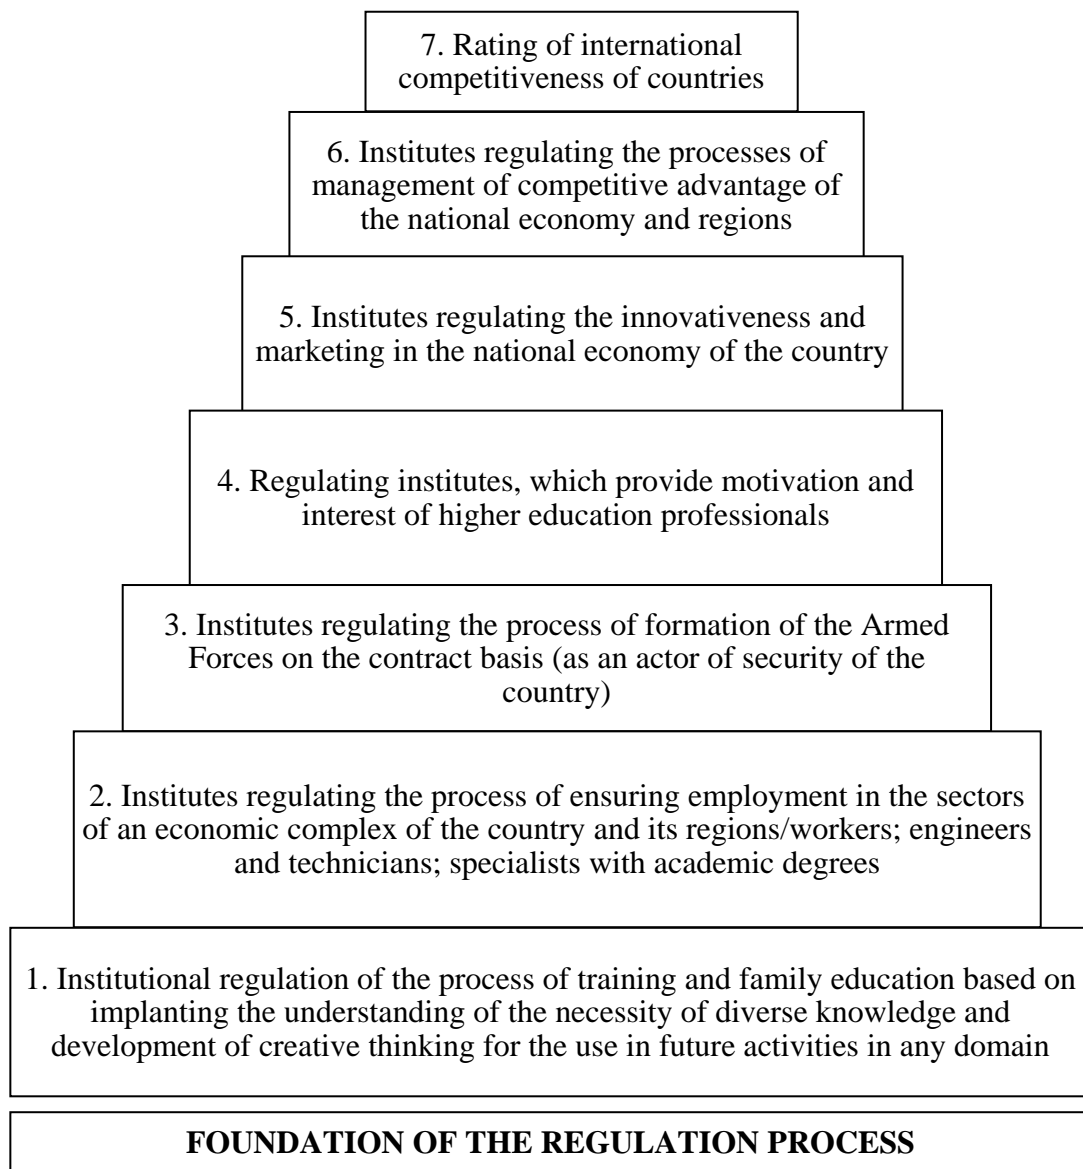 7. Rating of international
competitiveness of countries
6. Institutes regulating the processes of
management of competitive advantage of
the national economy and regions
5. Institutes regulating the innovativeness and
marketing in the national economy of the country
4. Regulating institutes, which provide motivation and
interest of higher education professionals
3. Institutes regulating the process of formation of the Armed
Forces on the contract basis (as an actor of security of the
country)
2. Institutes regulating the process of ensuring employment in the sectors
of an economic complex of the country and its regions/workers; engineers
and technicians; specialists with academic degrees
1. Institutional regulation of the process of training and family education based on
implanting the understanding of the necessity of diverse knowledge and
development of creative thinking for the use in future activities in any domain
FOUNDATION OF THE REGULATION PROCESS